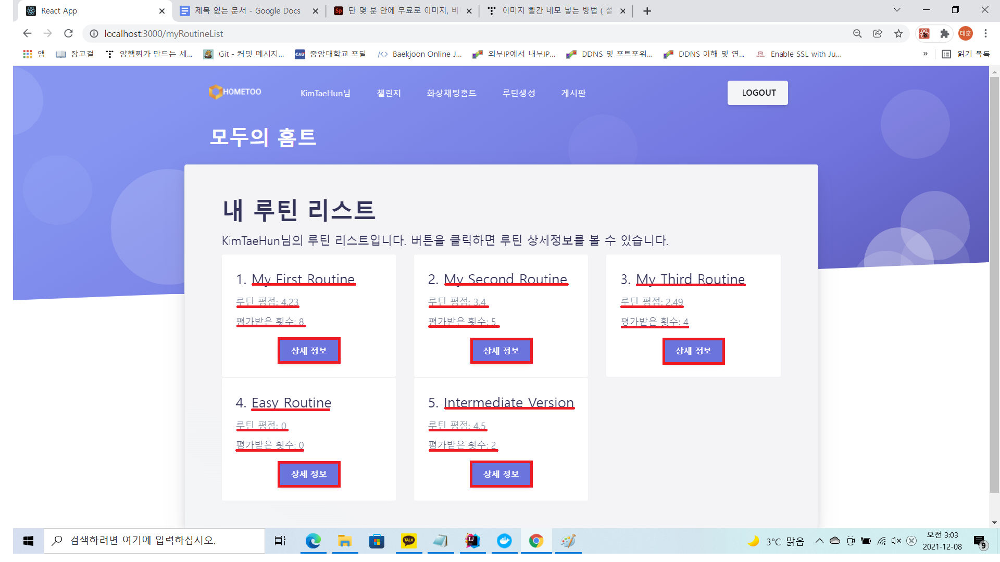 React App
제목 없는 문서 - Google Docs
단 몇 분 안에 무료로 이미지, 비
이미지 빨간 네모 넣는 방법 ( 설
localhost:3000/myRoutineList
태훈
앱
장고걸
양햄찌가 만드는 세...
Git - 커밋 메시지...
CAU
중앙대학교 포털
Baekjoon Online J...
외부IP에서 내부IP...
DDNS 및 포트포워...
DDNS 이해 및 연...
Enable SSL with Ju...
»
읽기 목록
HOMETOO
KimTaeHun님
챌린지
화상채팅홈트
루틴생성
게시판
LOGOUT
모두의 홈트
내 루틴 리스트
KimTaeHun님의 루틴 리스트입니다. 버튼을 클릭하면 루틴 상세정보를 볼 수 있습니다.
1. My First Routine
루틴 평점: 4.23
평가받은 횟수: 8
상세 정보
2. My Second Routine
루틴 평점: 3.4
평가받은 횟수: 5
상세 정보
3. My Third Routine
루틴 평점: 2.49
평가받은 횟수: 4
상세 정보
4. Easy Routine
루틴 평점: 0
평가받은 횟수: 0
상세 정보
5. Intermediate Version
루틴 평점: 4.5
평가받은 횟수: 2
상세 정보
검색하려면 여기에 입력하십시오.
TALK
IJ
3°C 맑음
오전 3:03
2021-12-08
9